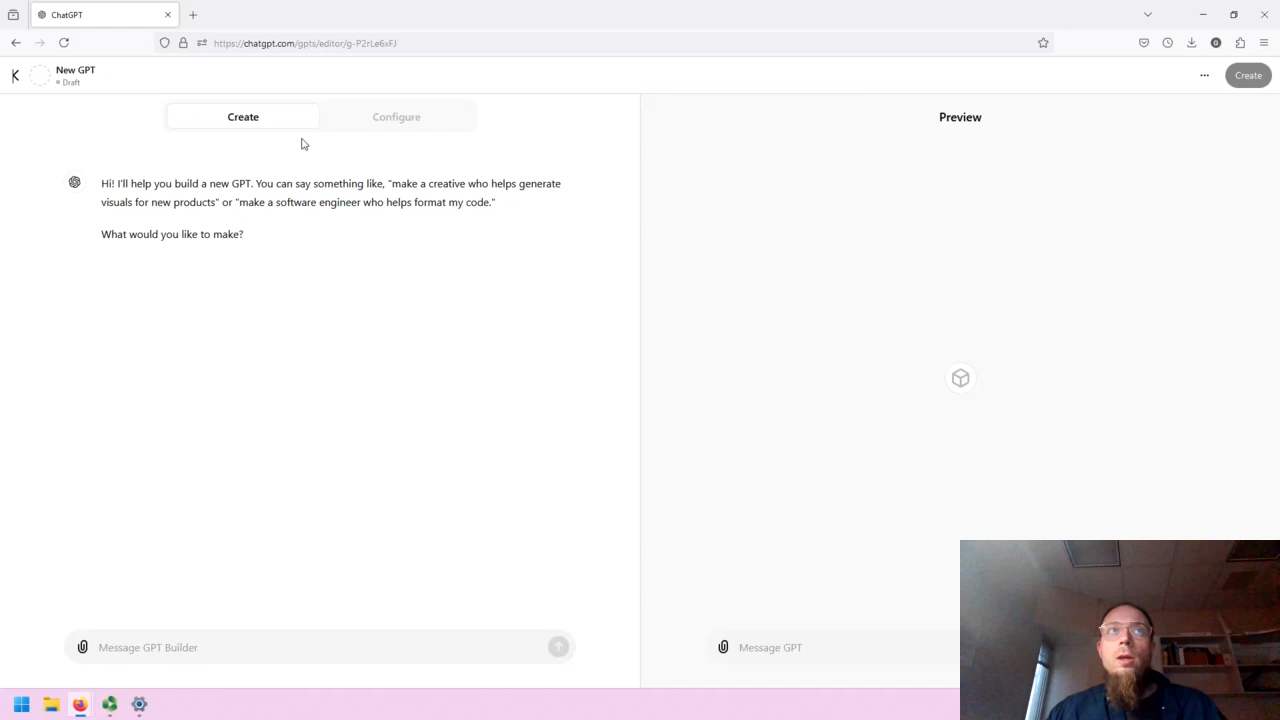 ChatGPT
https://chatgpt.com/gpts/editor/g-P2rLe6xFJ
New GPT
Draft
Create
Create
Configure
Preview
Hi! I'll help you build a new GPT. You can say something like, "make a creative who helps generate
visuals for new products" or "make a software engineer who helps format my code."
What would you like to make?
Message GPT Builder
Message GPT